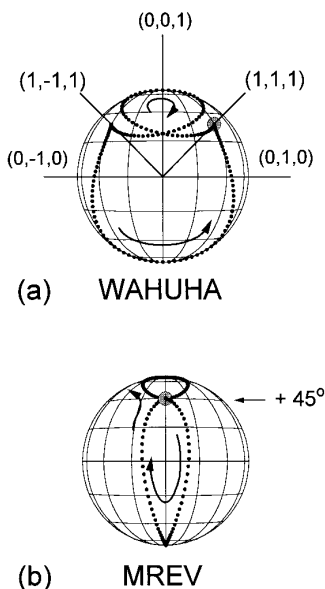 (0,0,1)
(1,-1,1) (1,1,1)
(0,-1,0) (0,1,0)
(a) WAHUHA
+ 45°
(b) MREV